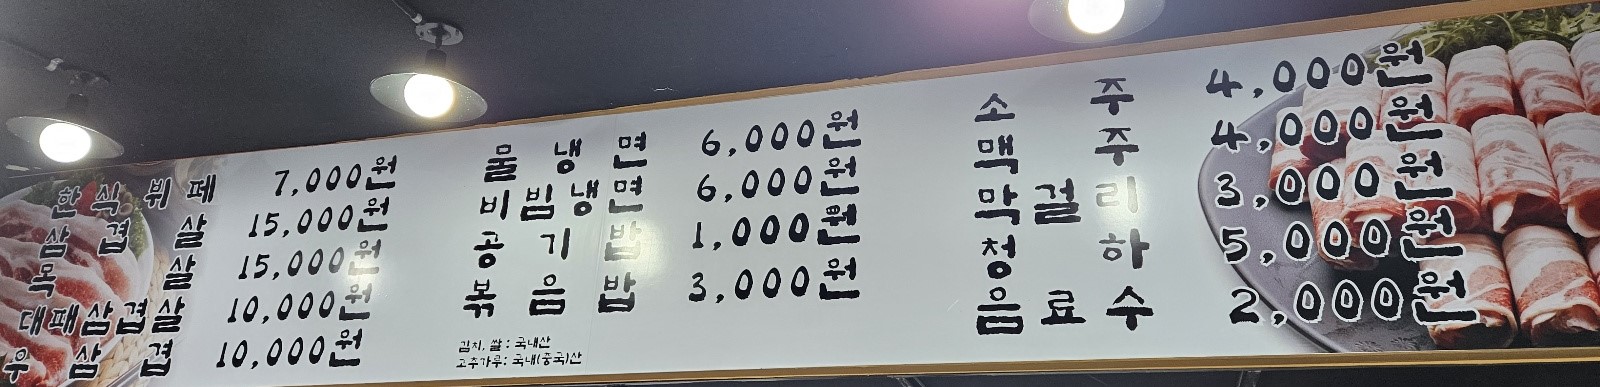 한식뷔페 7,000원
삼겹살 15,000원
목살 15,000원
대패삼겹살 10,000원
우삼겹 10,000원
물냉면 6,000원
비빔냉면 6,000원
공기밥 1,000원
볶음밥 3,000원
김치, 쌀 : 국내산
고추가루: 국내(중국)산
소주 4,000원
맥주 4,000원
막걸리 3,000원
청하 5,000원
음료수 2,000원